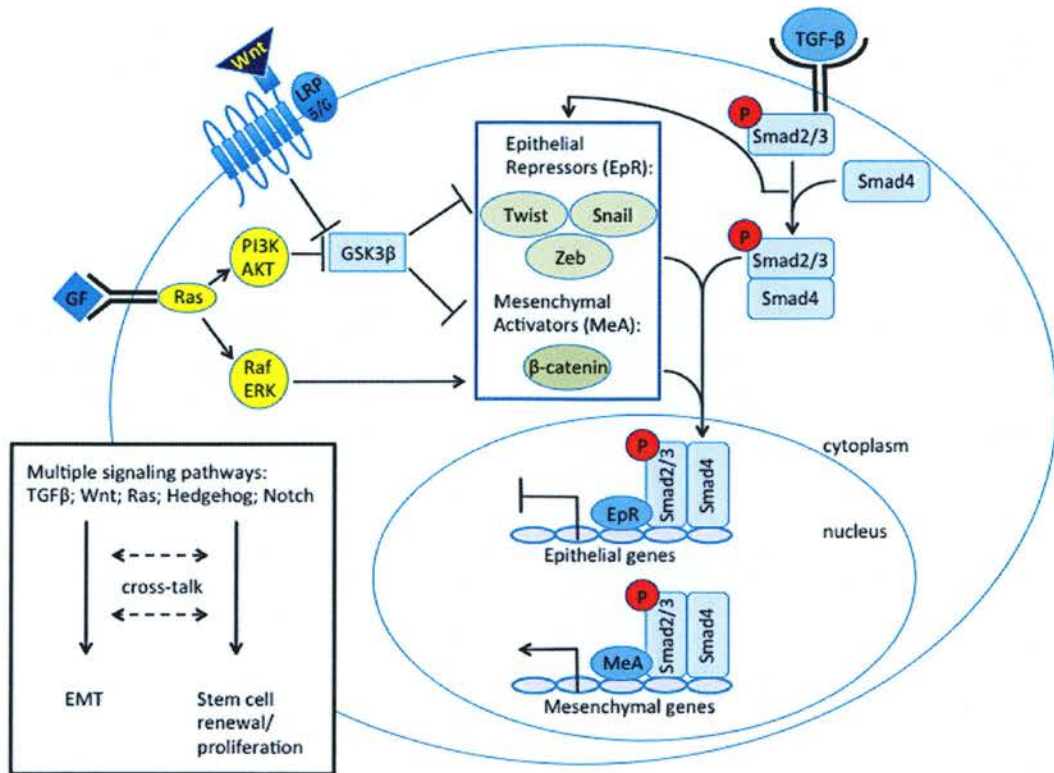 TGF-β
Wnt
LRP
5/6
P
Smad2/3
Smad4
Epithelial
Repressors (EpR):
Twist
Snail
Zeb
P
Smad2/3
Smad4
PI3K
AKT
GSK3β
GF
Ras
Mesenchymal
Activators (MeA):
β-catenin
Raf
ERK
cytoplasm
nucleus
P
Smad2/3
Smad4
EpR
Epithelial genes
P
Smad2/3
Smad4
MeA
Mesenchymal genes
Multiple signaling pathways:
TGFβ; Wnt; Ras; Hedgehog; Notch
cross-talk
EMT
Stem cell
renewal/
proliferation